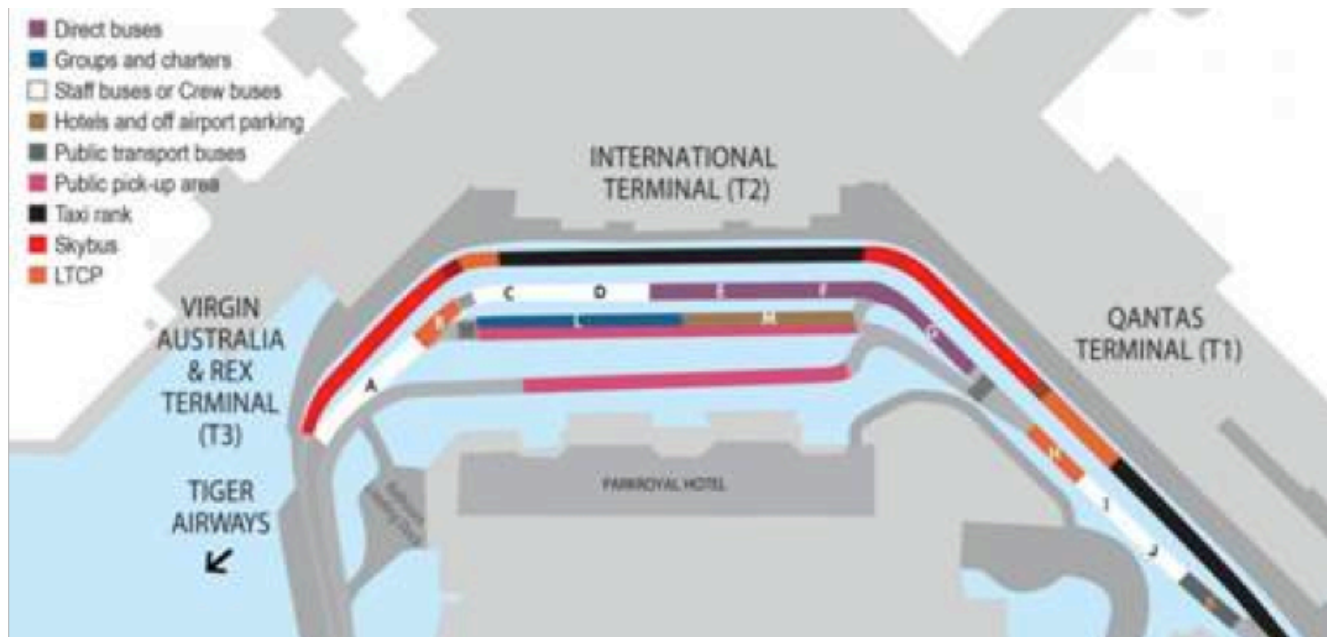 Direct buses
Groups and charters
Staff buses or Crew buses
Hotels and off airport parking
Public transport buses
Public pick-up area
Taxi rank
Skybus
LTCP
INTERNATIONAL
TERMINAL (T2)
VIRGIN
AUSTRALIA
& REX
TERMINAL
(T3)
QANTAS
TERMINAL (T1)
C
D
E
F
B
L
M
G
A
H
I
J
PARKROYAL HOTEL
TIGER
AIRWAYS